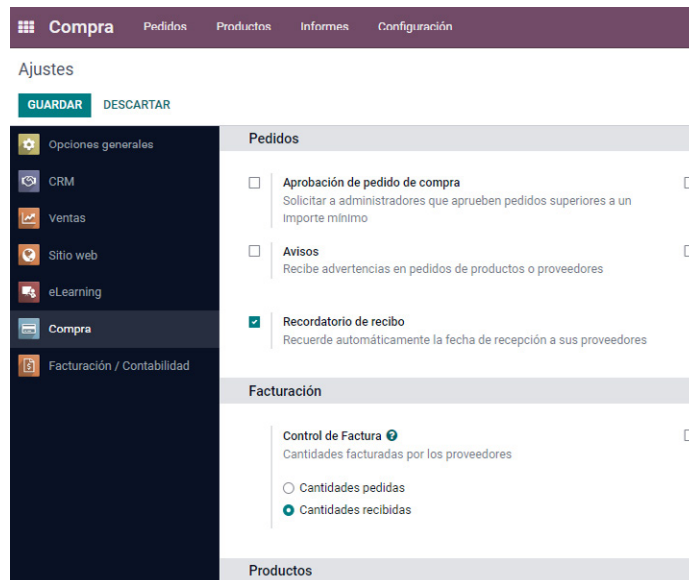 Compra Pedidos Productos Informes Configuración
Ajustes
GUARDAR DESCARTAR
Opciones generales
CRM
Ventas
Sitio web
eLearning
Compra
Facturación / Contabilidad
Pedidos
Aprobación de pedido de compra
Solicitar a administradores que aprueben pedidos superiores a un
importe mínimo
Avisos
Recibe advertencias en pedidos de productos o proveedores
Recordatorio de recibo
Recuerde automáticamente la fecha de recepción a sus proveedores
Facturación
Control de Factura ?
Cantidades facturadas por los proveedores
Cantidades pedidas
Cantidades recibidas
Productos